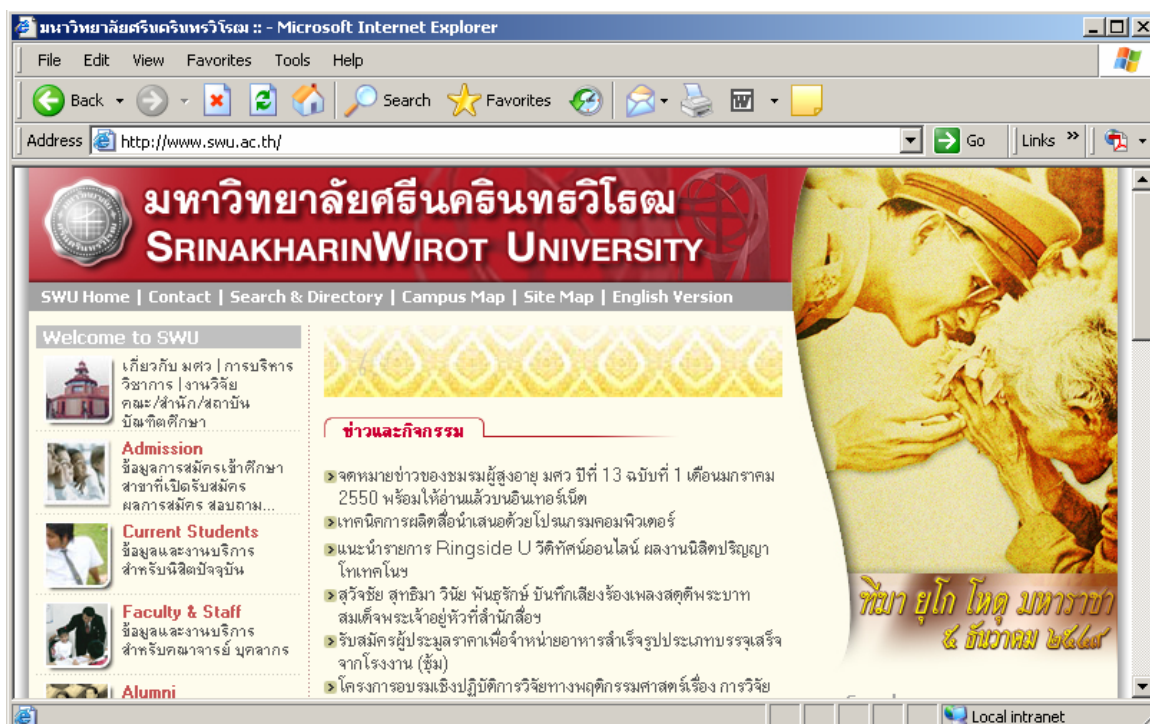 มหาวิทยาลัยศรีนครินทรวิโรฒ :: - Microsoft Internet Explorer
File Edit View Favorites Tools Help
Back Search Favorites
Address http://www.swu.ac.th/ Go Links »
มหาวิทยาลัยศรีนครินทรวิโรฒ
SRINAKHARINWIROT UNIVERSITY
SWU Home | Contact | Search & Directory | Campus Map | Site Map | English Version
Welcome to SWU
เกี่ยวกับ มศว | การบริหาร
วิชาการ | งานวิจัย
คณะ/สำนัก/สถาบัน
บัณฑิตศึกษา
Admission
ข้อมูลการสมัครเข้าศึกษา
สาขาที่เปิดรับสมัคร
ผลการสมัคร สอบถาม...
Current Students
ข้อมูลและงานบริการ
สำหรับนิสิตปัจจุบัน
Faculty & Staff
ข้อมูลและงานบริการ
สำหรับคณาจารย์ บุคลากร
Alumni
ข่าวและกิจกรรม
จดหมายข่าวของชมรมผู้สูงอายุ มศว ปีที่ 13 ฉบับที่ 1 เดือนมกราคม
2550 พร้อมให้อ่านแล้วบนอินเทอร์เน็ต
เทคนิคการผลิตสื่อนำเสนอด้วยโปรแกรมคอมพิวเตอร์
แนะนำรายการ Ringside U วีดิทัศน์ออนไลน์ ผลงานนิสิตปริญญา
โทเทคโนฯ
สุวัจชัย สุทธิมา วินัย พันธุรักษ์ บันทึกเสียงร้องเพลงสดุดีพระบาท
สมเด็จพระเจ้าอยู่หัวที่สำนักสื่อฯ
รับสมัครผู้ประมูลราคาเพื่อจำหน่ายอาหารสำเร็จรูปประเภทบรรจุเสร็จ
จากโรงงาน (ซุ้ม)
โครงการอบรมเชิงปฏิบัติการวิจัยทางพฤติกรรมศาสตร์เรื่อง การวิจัย
ฑีฆา ยุโก โหตุ มหาราชา
๕ ธันวาคม ๒๕๔๙
Local intranet